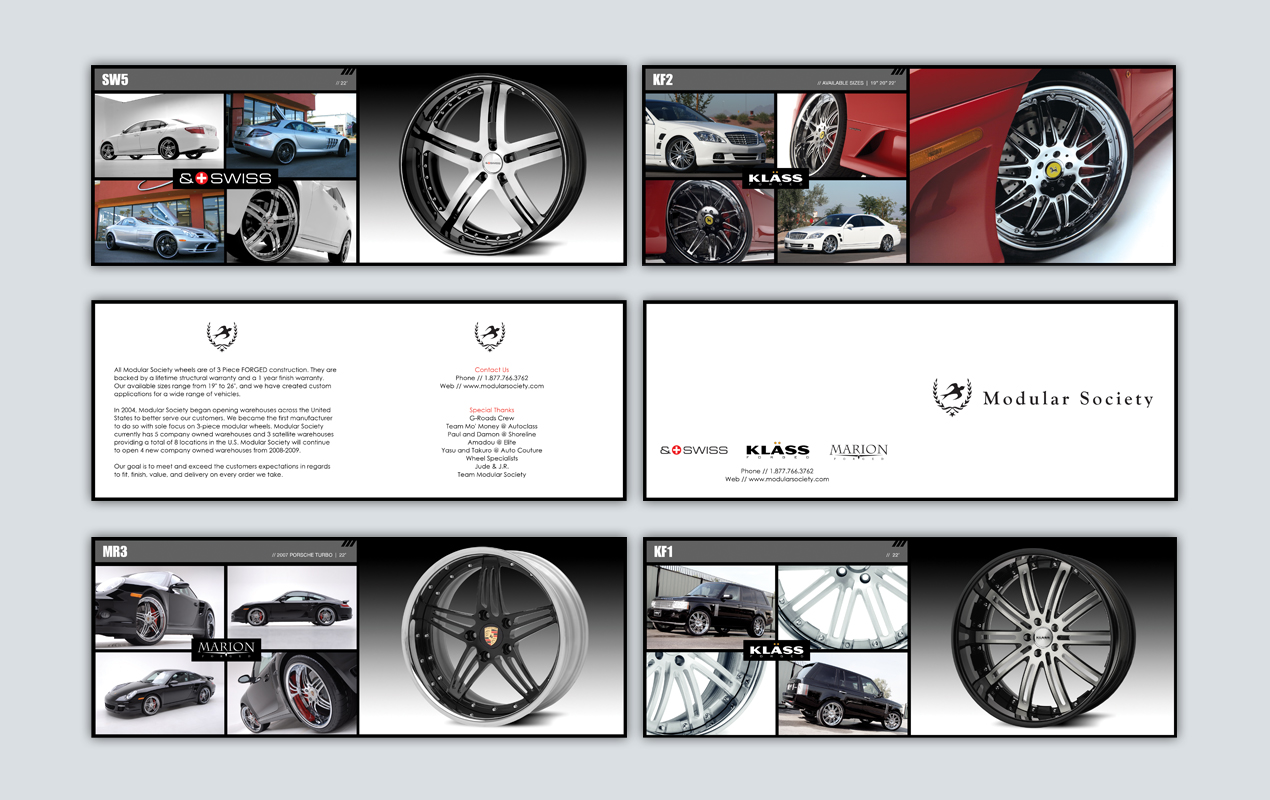 SW5
// 22"
&SWISS
KF2
// AVAILABLE SIZES | 19" 20" 22"
KLÄSS
FORGED
All Modular Society wheels are of 3 Piece FORGED construction. They are
backed by a lifetime structural warranty and a 1 year finish warranty.
Our available sizes range from 19" to 26", and we have created custom
applications for a wide range of vehicles.
In 2004, Modular Society began opening warehouses across the United
States to better serve our customers. We became the first manufacturer
to do so with sole focus on 3-piece modular wheels. Modular Society
currently has 5 company owned warehouses and 3 satellite warehouses
providing a total of 8 locations in the U.S. Modular Society will continue
to open 4 new company owned warehouses from 2008-2009.
Our goal is to meet and exceed the customers expectations in regards
to fit, finish, value, and delivery on every order we take.
Contact Us
Phone // 1.877.766.3762
Web // www.modularsociety.com
Special Thanks
G-Roads Crew
Team Mo' Money @ Autoclass
Paul and Damon @ Shoreline
Amadou @ Elite
Yasu and Takuro @ Auto Couture
Wheel Specialists
Jude & J.R.
Team Modular Society
Modular Society
&SWISS
KLÄSS
FORGED
MARION
FORGED
Phone // 1.877.766.3762
Web // www.modularsociety.com
MR3
// 2007 PORSCHE TURBO | 22"
MARION
FORGED
KF1
// 22"
KLÄSS
FORGED